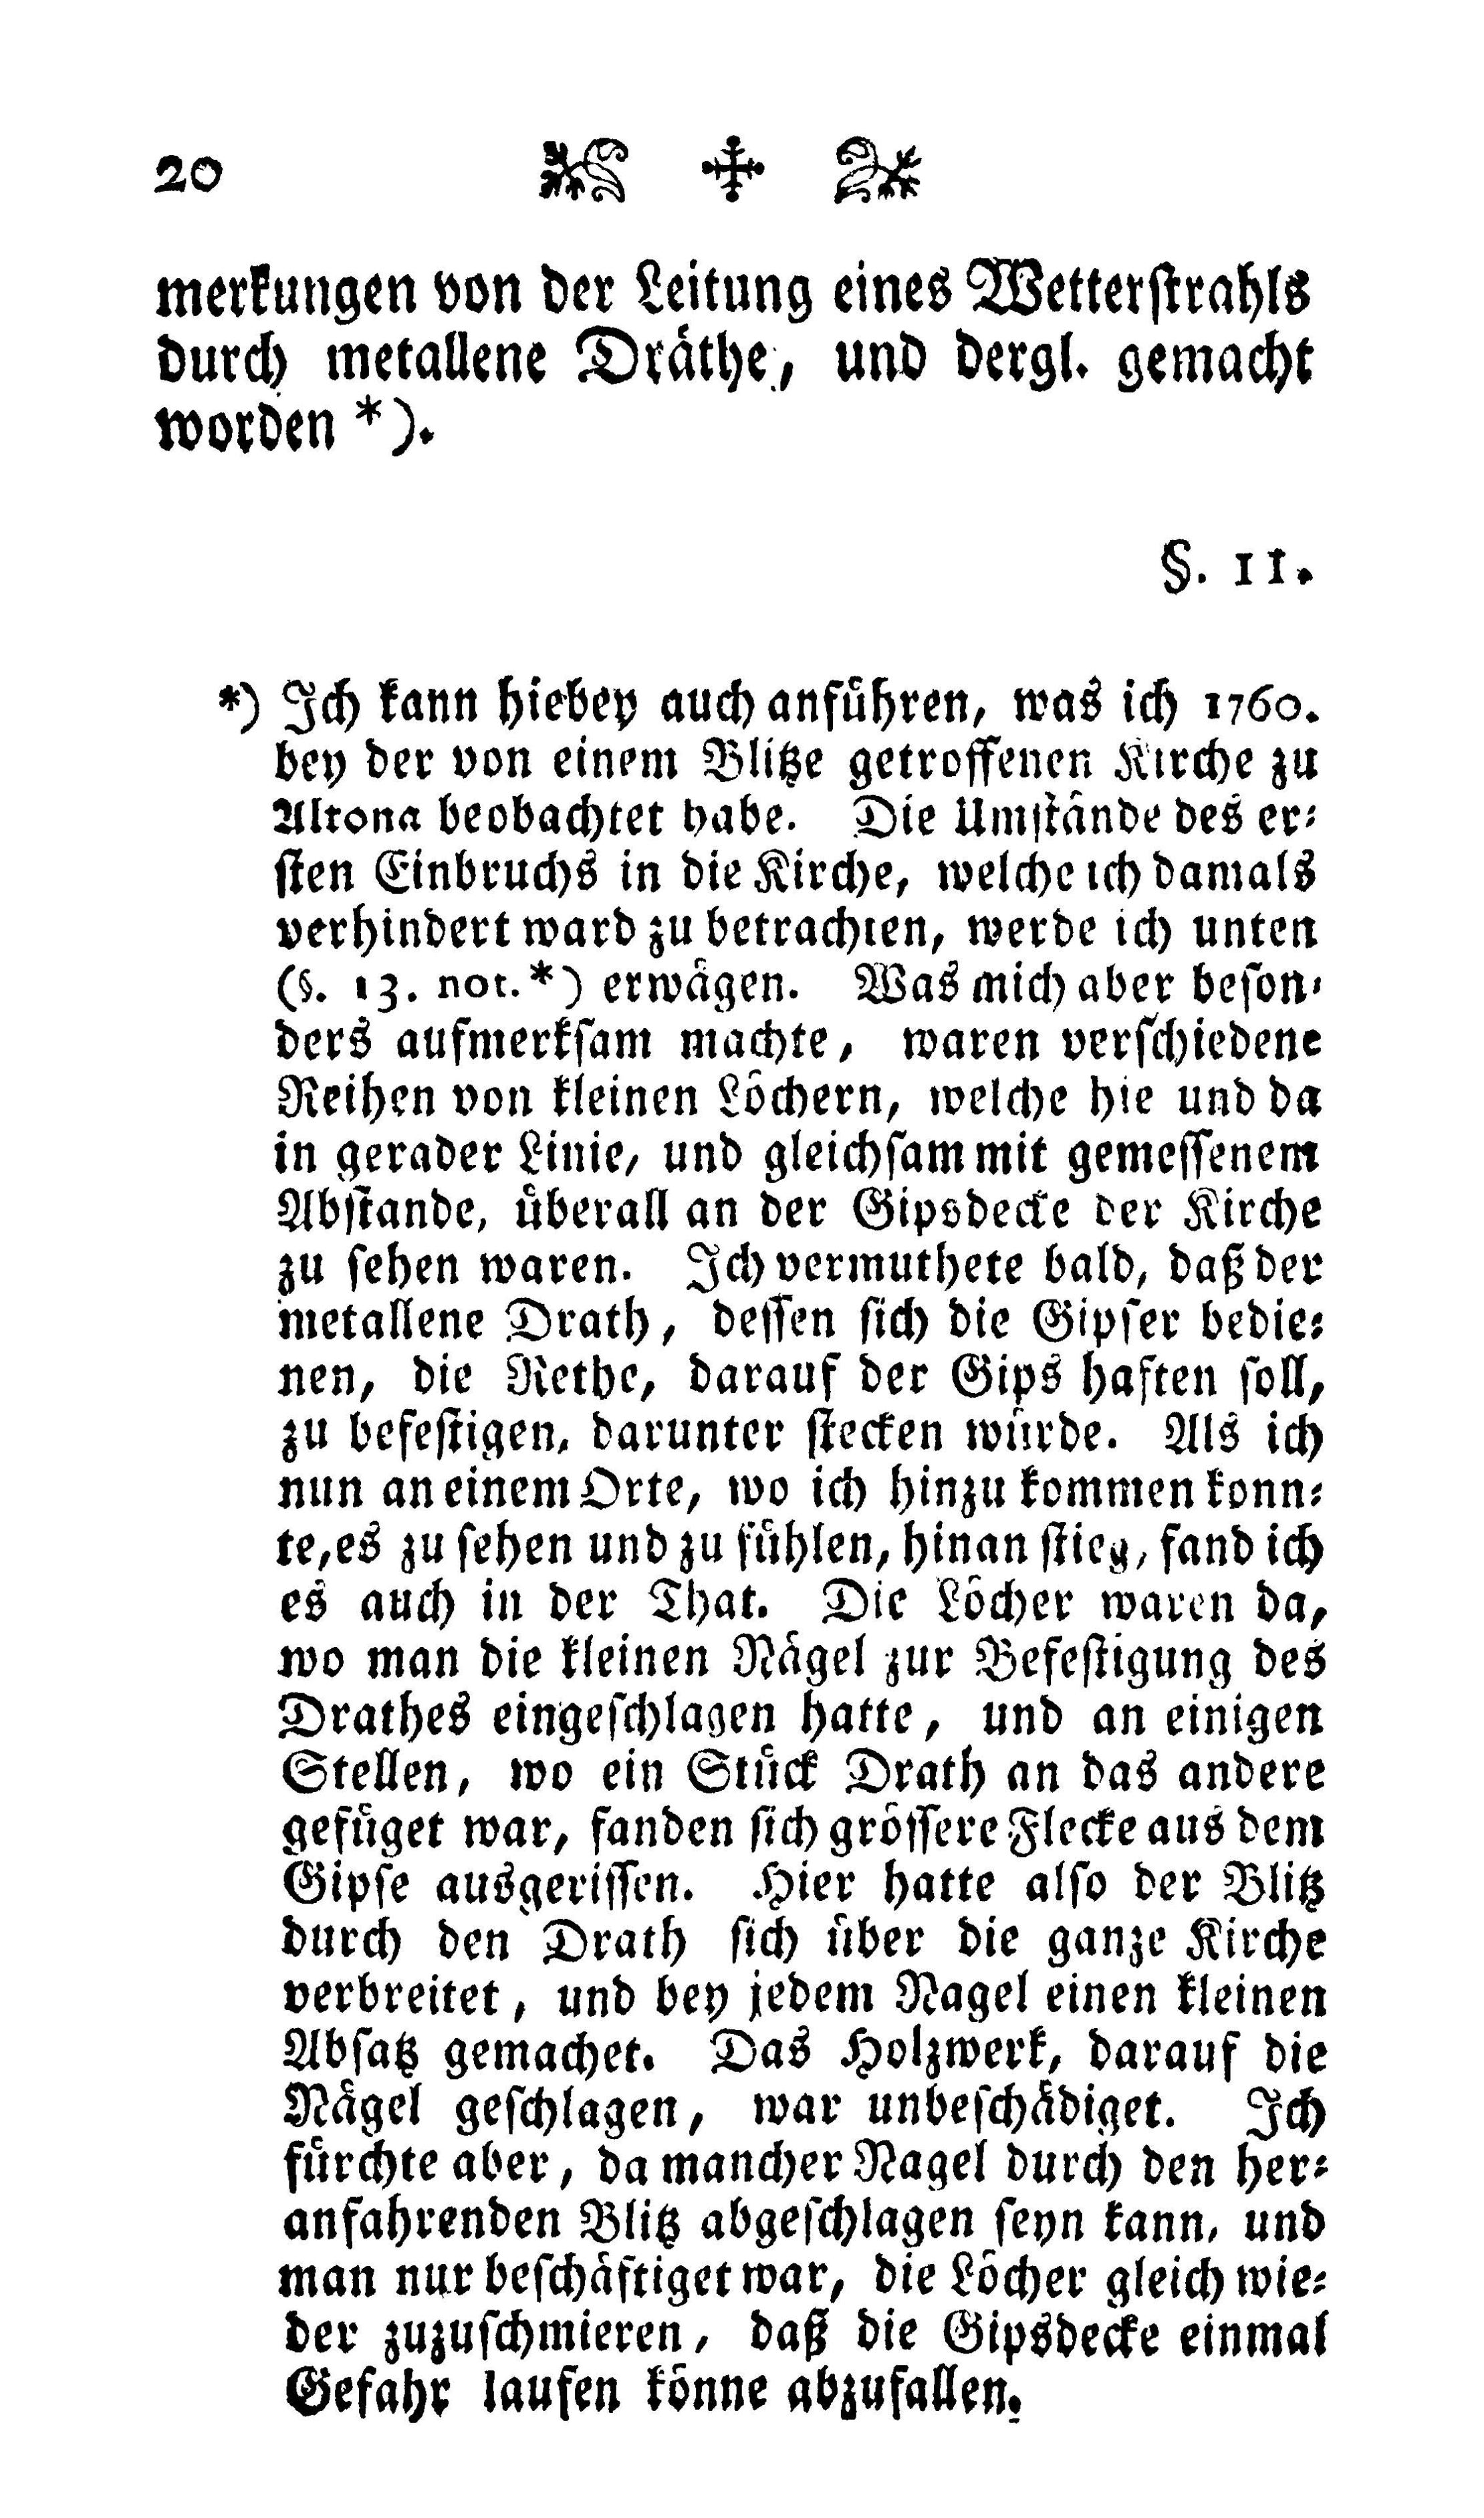 20
merkungen von der Leitung eines Wetterstrahls
durch metallene Dräthe, und dergl. gemacht
worden *).
§. 11.
*) Ich kann hiebey auch anführen, was ich 1760.
bey der von einem Blitze getroffenen Kirche zu
Altona beobachtet habe. Die Umstände des er-
sten Einbruchs in die Kirche, welche ich damals
verhindert ward zu betrachten, werde ich unten
(§. 13. not. *) erwägen. Was mich aber beson-
ders aufmerksam machte, waren verschiedene
Reihen von kleinen Löchern, welche hie und da
in gerader Linie, und gleichsam mit gemessenem
Abstande, überall an der Gipsdecke der Kirche
zu sehen waren. Ich vermuthete bald, daß der
metallene Drath, dessen sich die Gipser bedie-
nen, die Rethe, darauf der Gips haften soll,
zu befestigen, darunter stecken würde. Als ich
nun an einem Orte, wo ich hinzu kommen konn-
te, es zu sehen und zu fühlen, hinan stieg, fand ich
es auch in der That. Die Löcher waren da,
wo man die kleinen Nägel zur Befestigung des
Drathes eingeschlagen hatte, und an einigen
Stellen, wo ein Stück Drath an das andere
gefüget war, fanden sich grössere Flecke aus dem
Gipse ausgerissen. Hier hatte also der Blitz
durch den Drath sich über die ganze Kirche
verbreitet, und bey jedem Nagel einen kleinen
Absatz gemachet. Das Holzwerk, darauf die
Nägel geschlagen, war unbeschädiget. Ich
fürchte aber, da mancher Nagel durch den her-
anfahrenden Blitz abgeschlagen seyn kann, und
man nur beschäftiget war, die Löcher gleich wie-
der zuzuschmieren, daß die Gipsdecke einmal
Gefahr laufen könne abzufallen.